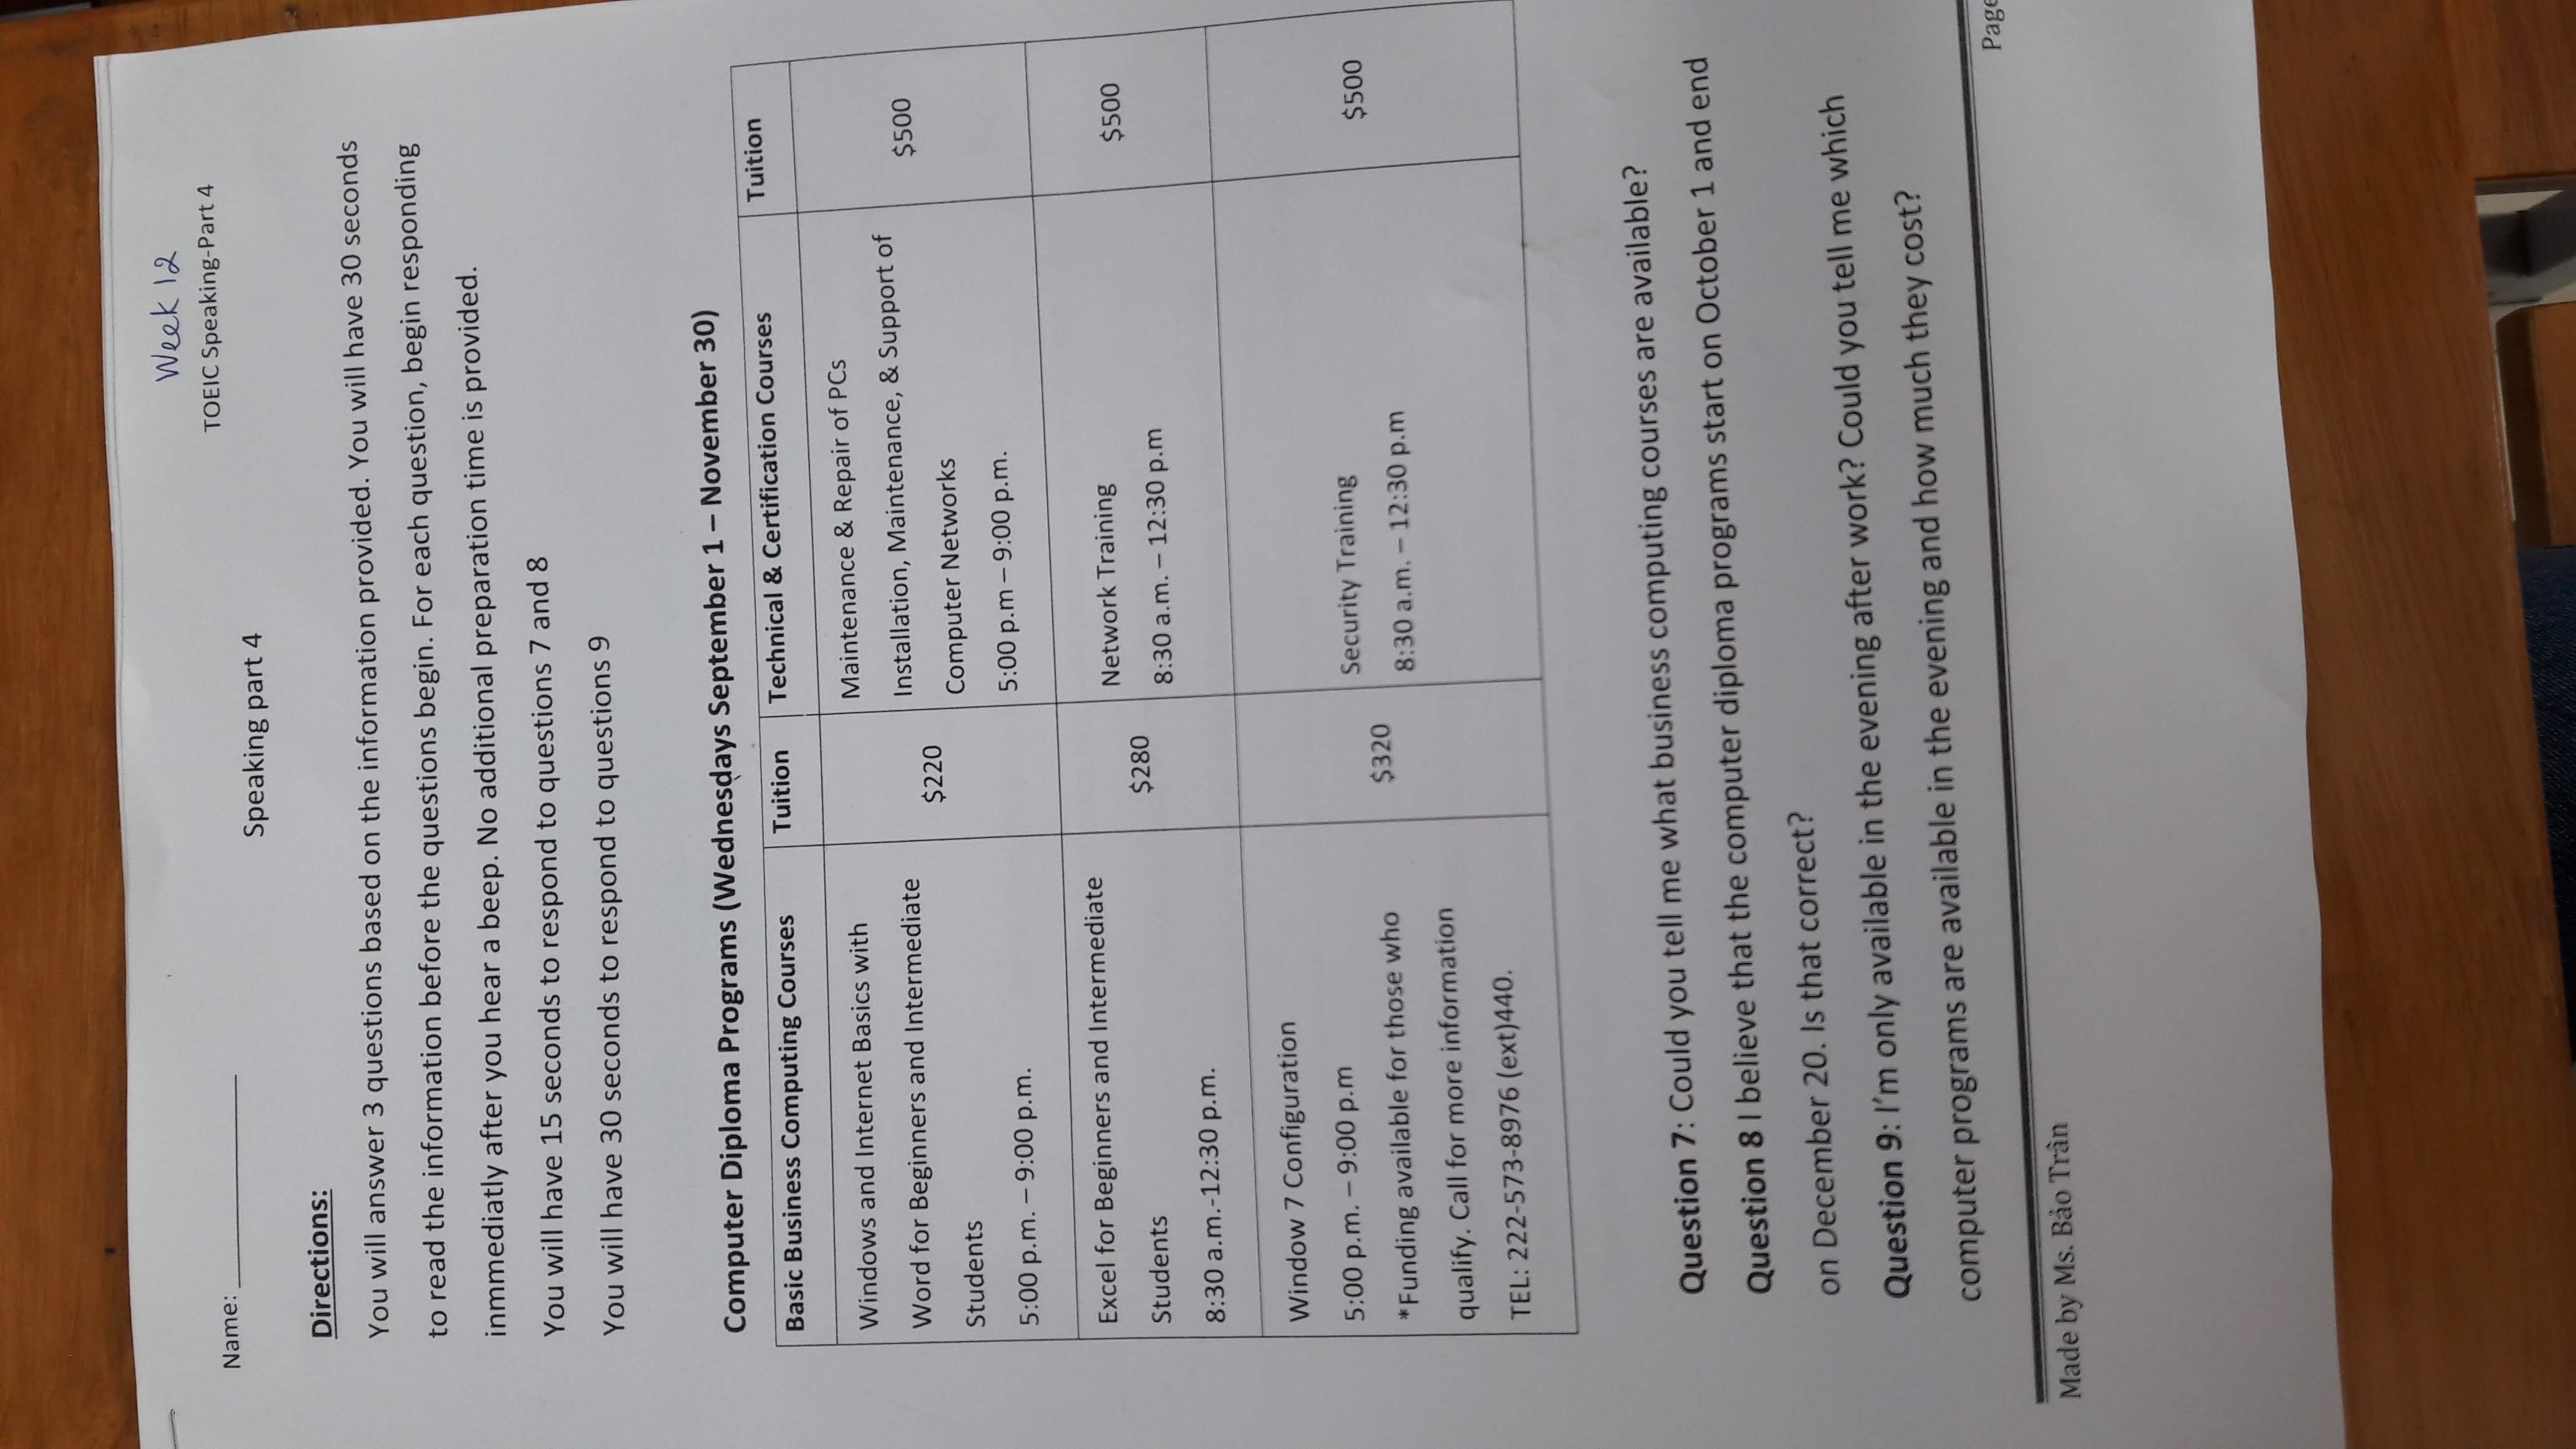 Week 12
TOEIC Speaking-Part 4
Name: _______________
Speaking part 4
Directions:
You will answer 3 questions based on the information provided. You will have 30 seconds
to read the information before the questions begin. For each question, begin responding
inmmediatly after you hear a beep. No additional preparation time is provided.
You will have 15 seconds to respond to questions 7 and 8
You will have 30 seconds to respond to questions 9
Computer Diploma Programs (Wednesdays September 1 – November 30)
Basic Business Computing Courses
Tuition
Technical & Certification Courses
Tuition
Windows and Internet Basics with
Word for Beginners and Intermediate
Students
5:00 p.m. – 9:00 p.m.
$220
Maintenance & Repair of PCs
Installation, Maintenance, & Support of
Computer Networks
5:00 p.m – 9:00 p.m.
$500
Excel for Beginners and Intermediate
Students
8:30 a.m.-12:30 p.m.
$280
Network Training
8:30 a.m. – 12:30 p.m
$500
Window 7 Configuration
5:00 p.m. – 9:00 p.m
*Funding available for those who
qualify. Call for more information
TEL: 222-573-8976 (ext)440.
$320
Security Training
8:30 a.m. – 12:30 p.m
$500
Question 7: Could you tell me what business computing courses are available?
Question 8 I believe that the computer diploma programs start on October 1 and end
on December 20. Is that correct?
Question 9: I'm only available in the evening after work? Could you tell me which
computer programs are available in the evening and how much they cost?
Page
Made by Ms. Bảo Trân